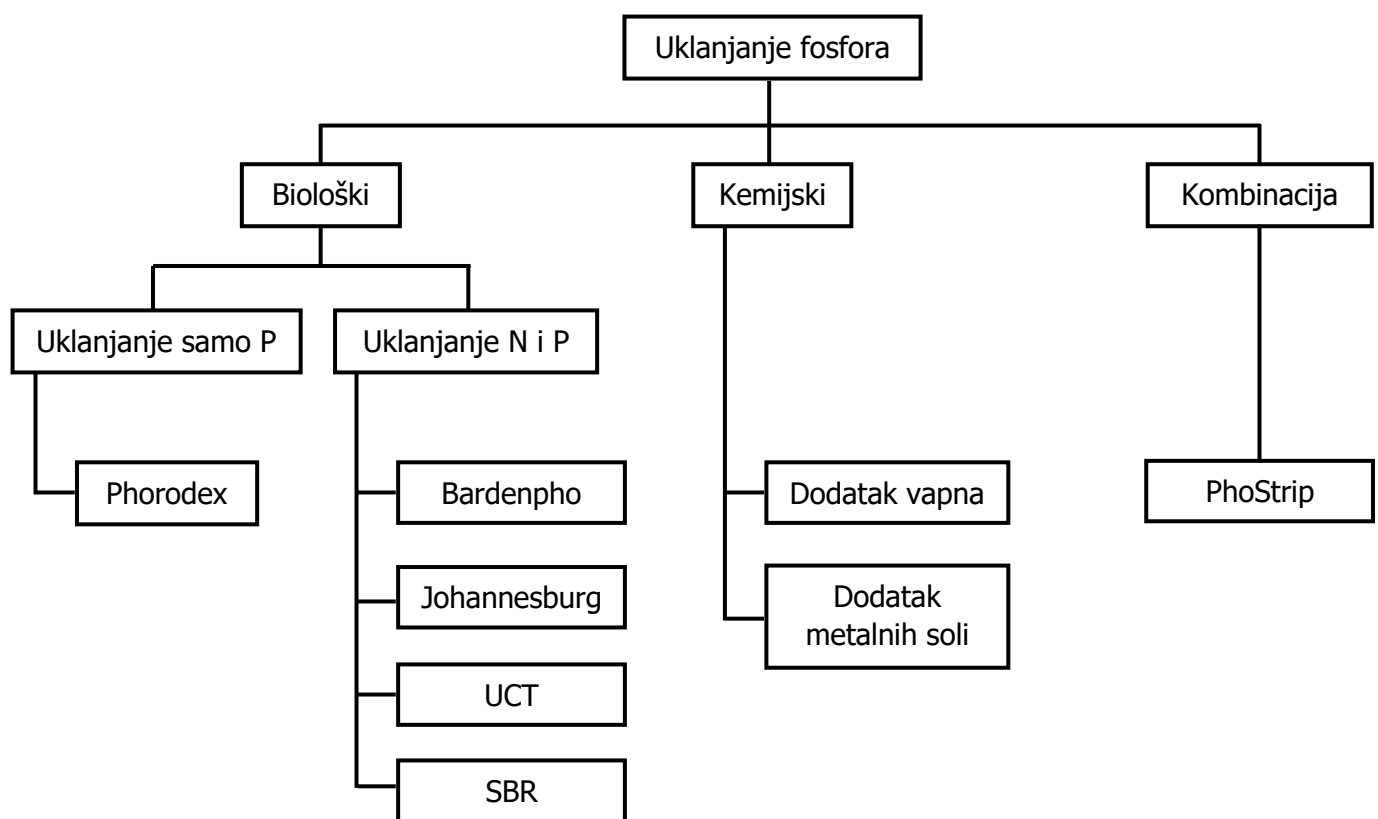 Uklanjanje fosfora
Biološki
Kemijski
Kombinacija
Uklanjanje samo P
Uklanjanje N i P
Phorodex
Bardenpho
Dodatak vapna
PhoStrip
Johannesburg
Dodatak
metalnih soli
UCT
SBR